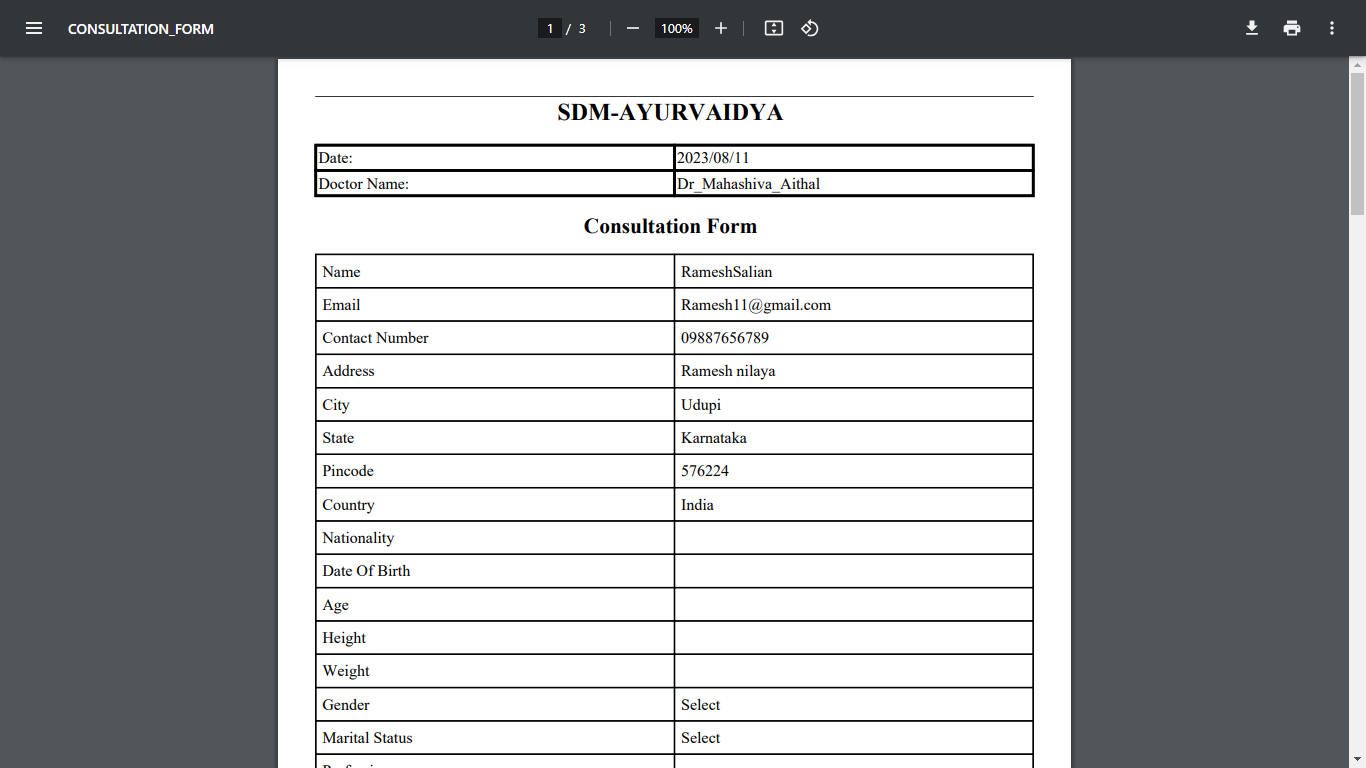 CONSULTATION_FORM 1 / 3 100%
SDM-AYURVAIDYA
Date: 2023/08/11
Doctor Name: Dr_Mahashiva_Aithal
Consultation Form
Name RameshSalian
Email Ramesh11@gmail.com
Contact Number 09887656789
Address Ramesh nilaya
City Udupi
State Karnataka
Pincode 576224
Country India
Nationality
Date Of Birth
Age
Height
Weight
Gender Select
Marital Status Select